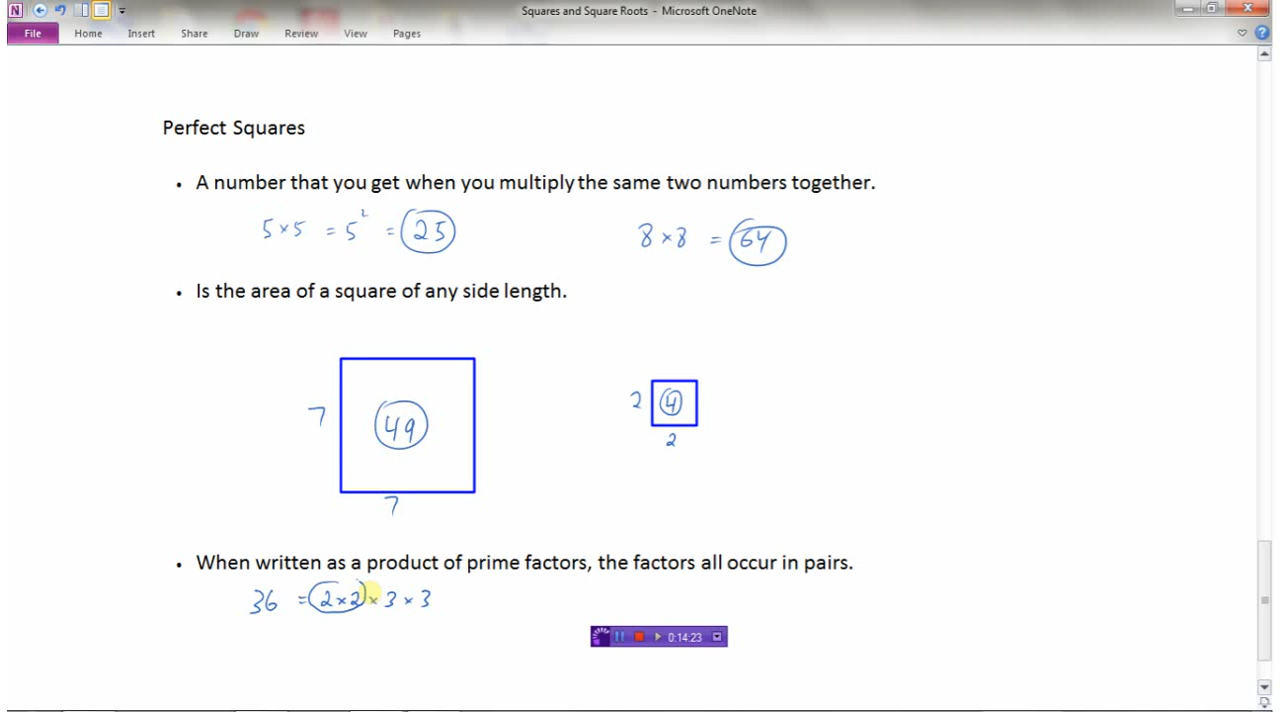 Squares and Square Roots - Microsoft OneNote
File Home Insert Share Draw Review View Pages
Perfect Squares
• A number that you get when you multiply the same two numbers together.
5 × 5 = 5² = 25 8 × 8 = 64
• Is the area of a square of any side length.
7 49 2 4
2
7
• When written as a product of prime factors, the factors all occur in pairs.
36 = 2 × 2 × 3 × 3
0:14:23